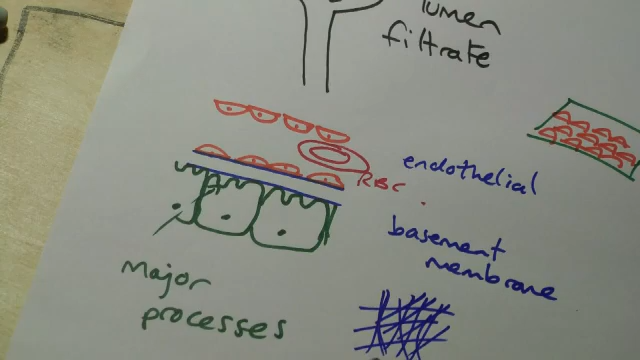 lumen
filtrate
endothelial
RBC
basement
membrane
Major
processes